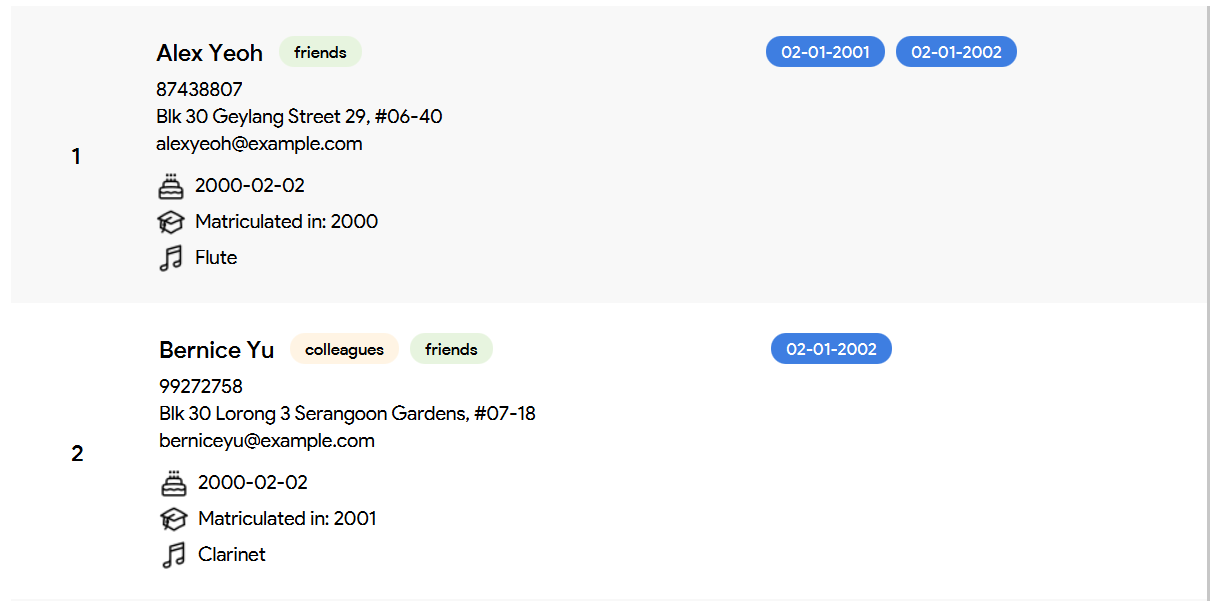 1
Alex Yeoh friends 02-01-2001 02-01-2002
87438807
Blk 30 Geylang Street 29, #06-40
alexyeoh@example.com
2000-02-02
Matriculated in: 2000
Flute
2
Bernice Yu colleagues friends 02-01-2002
99272758
Blk 30 Lorong 3 Serangoon Gardens, #07-18
berniceyu@example.com
2000-02-02
Matriculated in: 2001
Clarinet